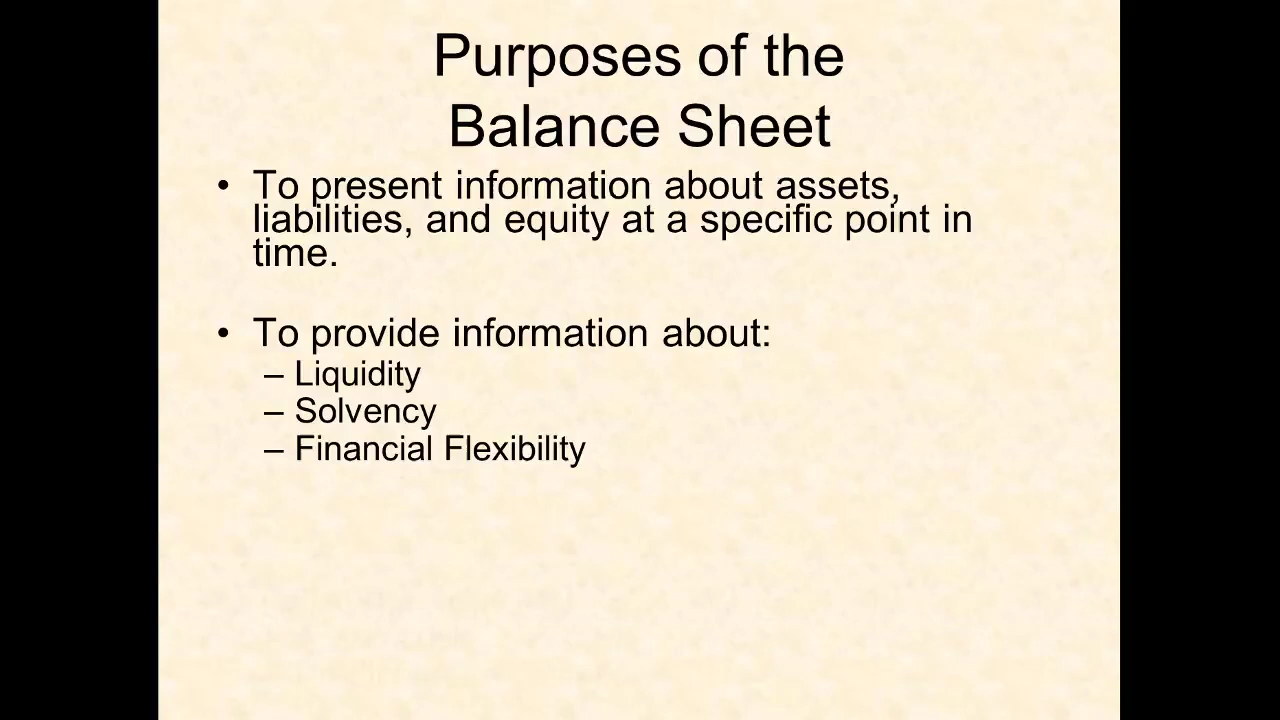 Purposes of the
Balance Sheet
• To present information about assets,
liabilities, and equity at a specific point in
time.
• To provide information about:
– Liquidity
– Solvency
– Financial Flexibility